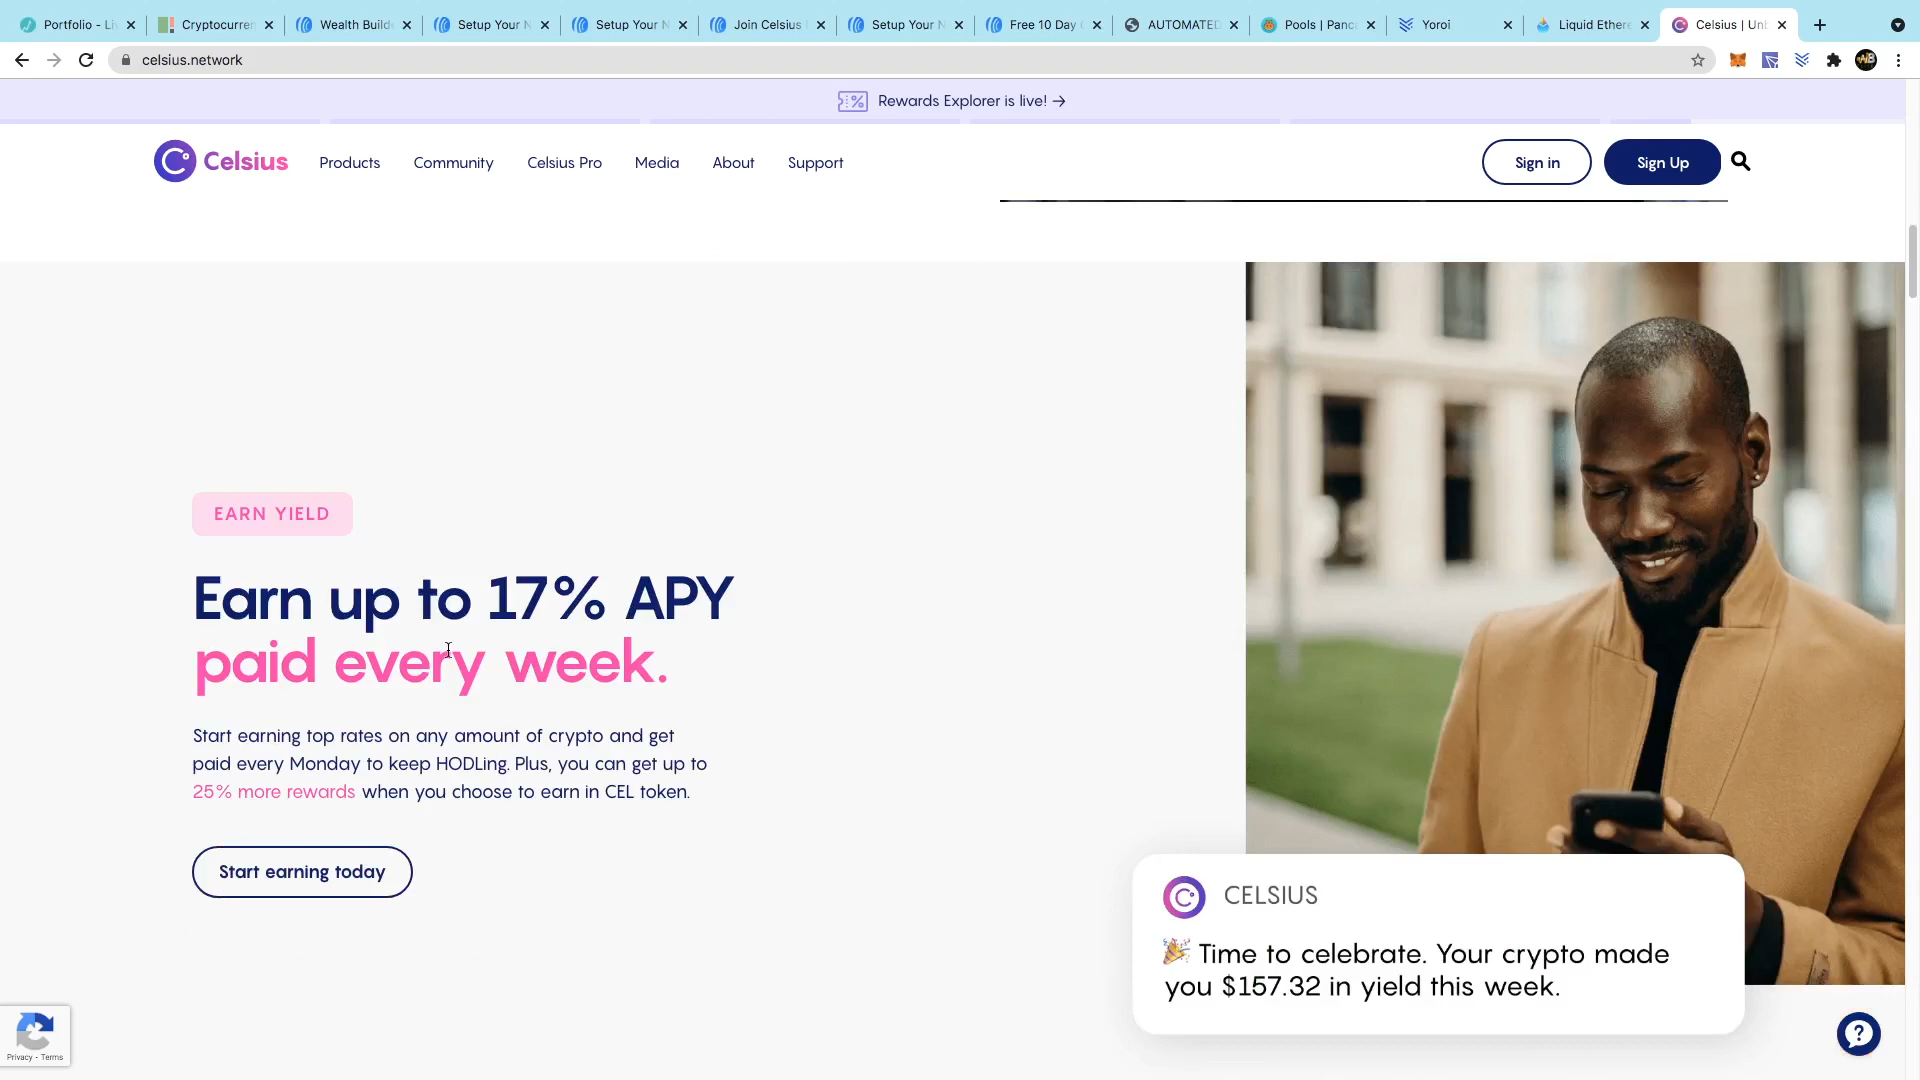 Portfolio - Li
Cryptocurre
Wealth Build
Setup Your N
Setup Your N
Join Celsius
Setup Your N
Free 10 Day
AUTOMATED
Pools | Panc
Yoroi
Liquid Ethere
Celsius | Unb
celsius.network
Rewards Explorer is live! →
Celsius
Products
Community
Celsius Pro
Media
About
Support
Sign in
Sign Up
EARN YIELD
Earn up to 17% APY
paid every week.
Start earning top rates on any amount of crypto and get
paid every Monday to keep HODLing. Plus, you can get up to
25% more rewards when you choose to earn in CEL token.
Start earning today
CELSIUS
🎉 Time to celebrate. Your crypto made
you $157.32 in yield this week.
Privacy - Terms